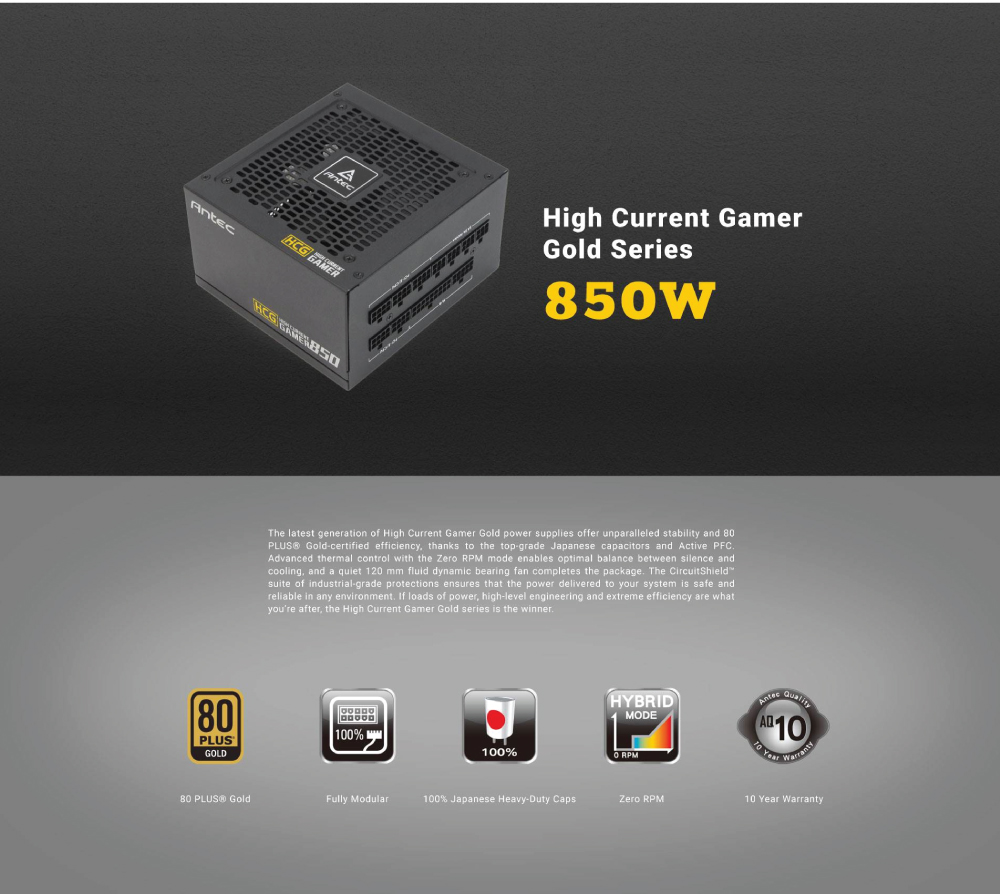 Antec
Antec
HCG HIGH CURRENT
GAMER
HCG HIGH CURRENT
GAMER 850
High Current Gamer
Gold Series
850W
The latest generation of High Current Gamer Gold power supplies offer unparalleled stability and 80
PLUS® Gold-certified efficiency, thanks to the top-grade Japanese capacitors and Active PFC.
Advanced thermal control with the Zero RPM mode enables optimal balance between silence and
cooling, and a quiet 120 mm fluid dynamic bearing fan completes the package. The CircuitShield™
suite of industrial-grade protections ensures that the power delivered to your system is safe and
reliable in any environment. If loads of power, high-level engineering and extreme efficiency are what
you're after, the High Current Gamer Gold series is the winner.
80
PLUS®
GOLD
100%
100%
HYBRID
MODE
0 RPM
Antec Quality
AQ10
10 Year Warranty
80 PLUS® Gold
Fully Modular
100% Japanese Heavy-Duty Caps
Zero RPM
10 Year Warranty